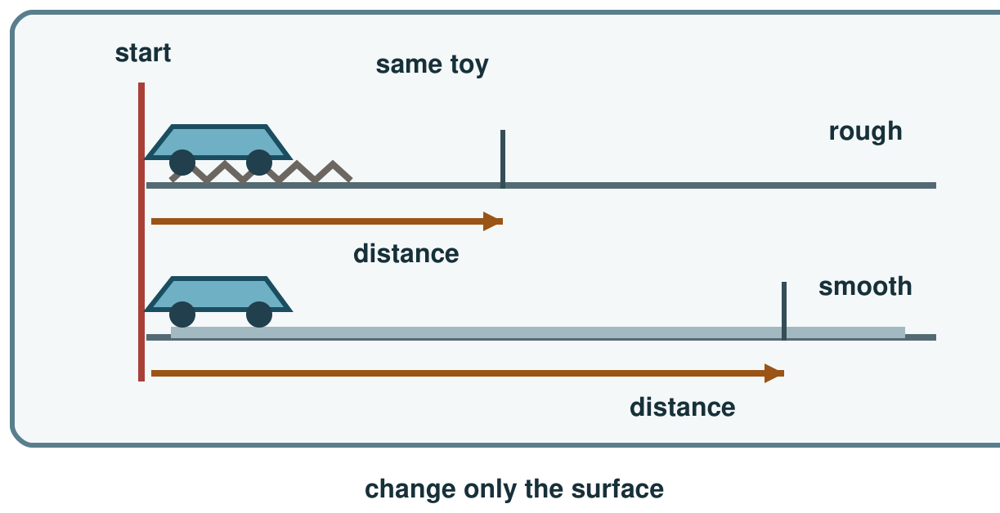 start
same toy
rough
distance
smooth
distance
change only the surface